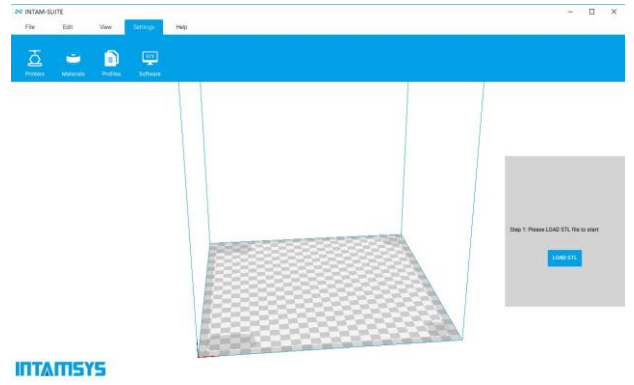 INTAM-SUITE
File Edit View Settings Help
Printers Materials Profiles Software
Step 1: Please LOAD STL file to start
LOAD STL
INTAMSYS